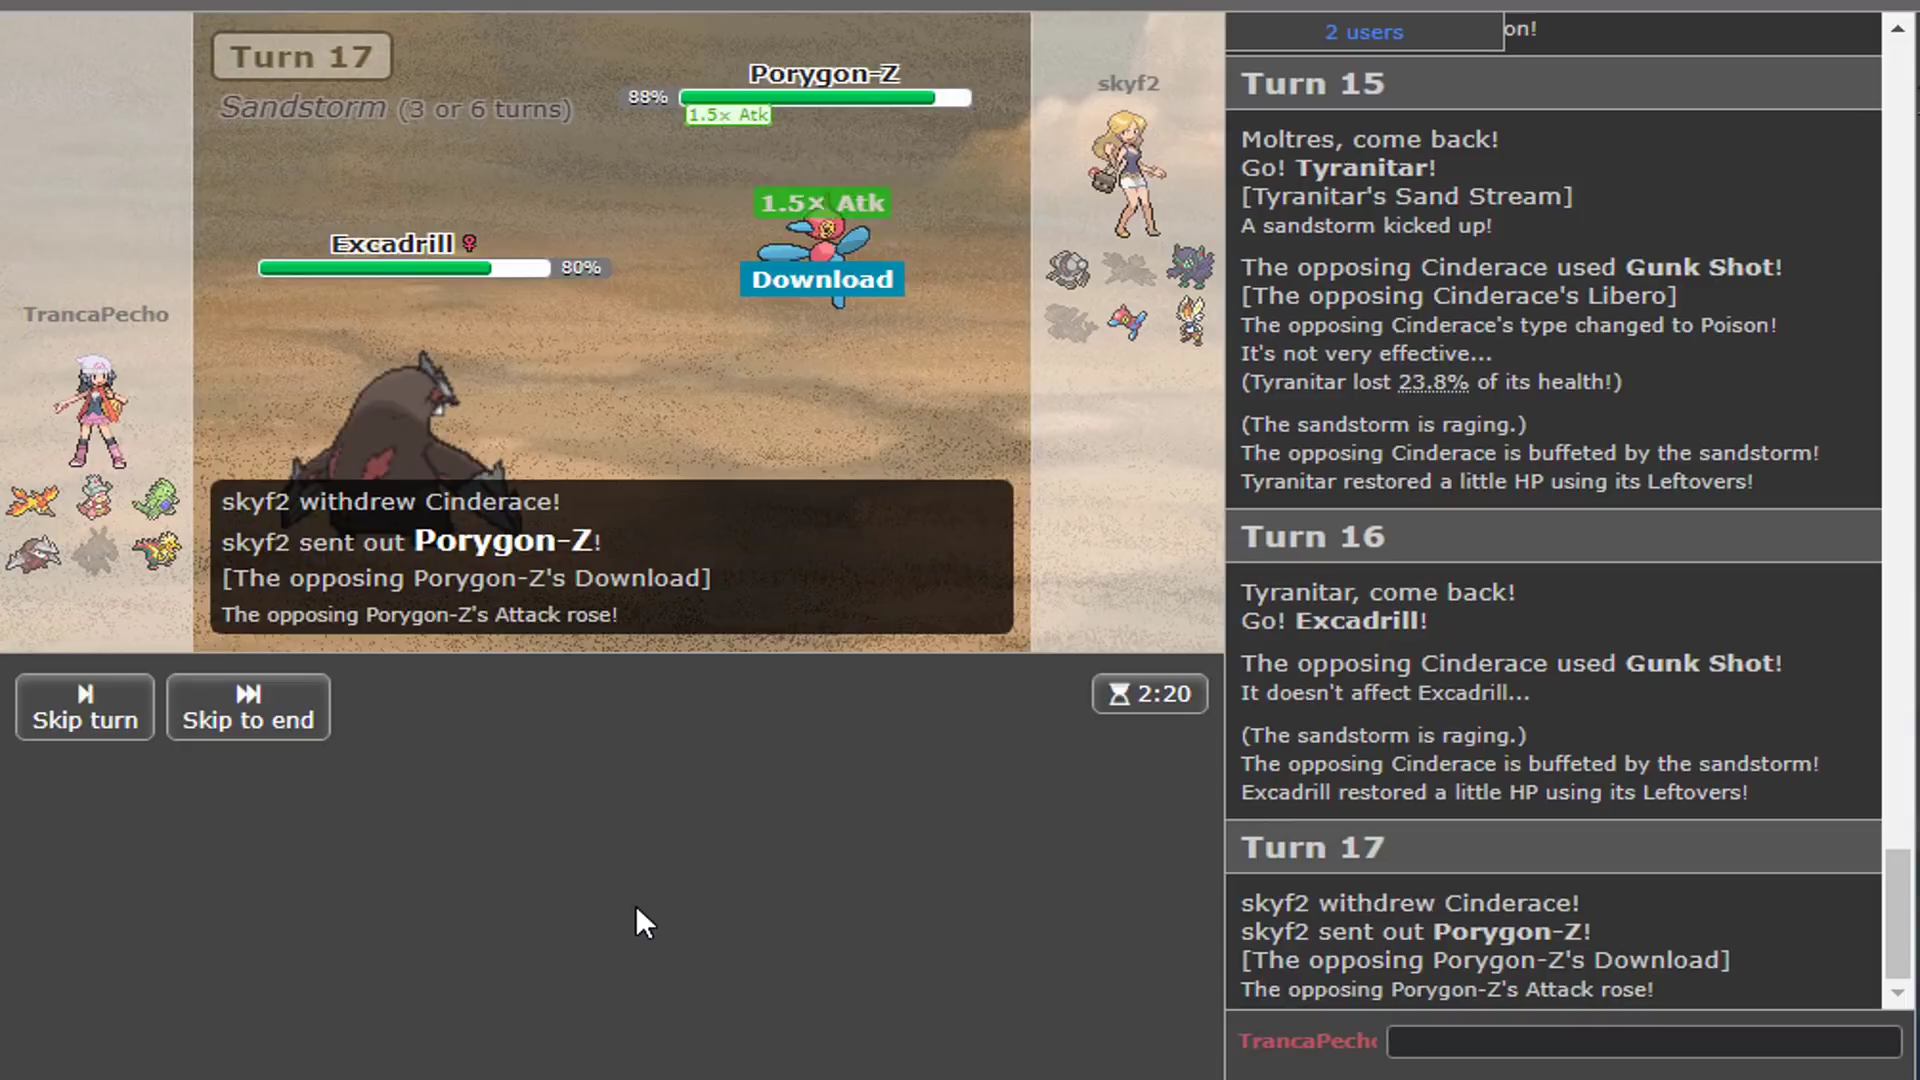 Turn 17
Sandstorm (3 or 6 turns)
Porygon-Z
88%
1.5× Atk
1.5× Atk
Download
Excadrill ♀
80%
TrancaPecho
skyf2
skyf2 withdrew Cinderace!
skyf2 sent out Porygon-Z!
[The opposing Porygon-Z's Download]
The opposing Porygon-Z's Attack rose!
Skip turn
Skip to end
2:20
2 users
on!
Turn 15
Moltres, come back!
Go! Tyranitar!
[Tyranitar's Sand Stream]
A sandstorm kicked up!
The opposing Cinderace used Gunk Shot!
[The opposing Cinderace's Libero]
The opposing Cinderace's type changed to Poison!
It's not very effective...
(Tyranitar lost 23.8% of its health!)
(The sandstorm is raging.)
The opposing Cinderace is buffeted by the sandstorm!
Tyranitar restored a little HP using its Leftovers!
Turn 16
Tyranitar, come back!
Go! Excadrill!
The opposing Cinderace used Gunk Shot!
It doesn't affect Excadrill...
(The sandstorm is raging.)
The opposing Cinderace is buffeted by the sandstorm!
Excadrill restored a little HP using its Leftovers!
Turn 17
skyf2 withdrew Cinderace!
skyf2 sent out Porygon-Z!
[The opposing Porygon-Z's Download]
The opposing Porygon-Z's Attack rose!
TrancaPech